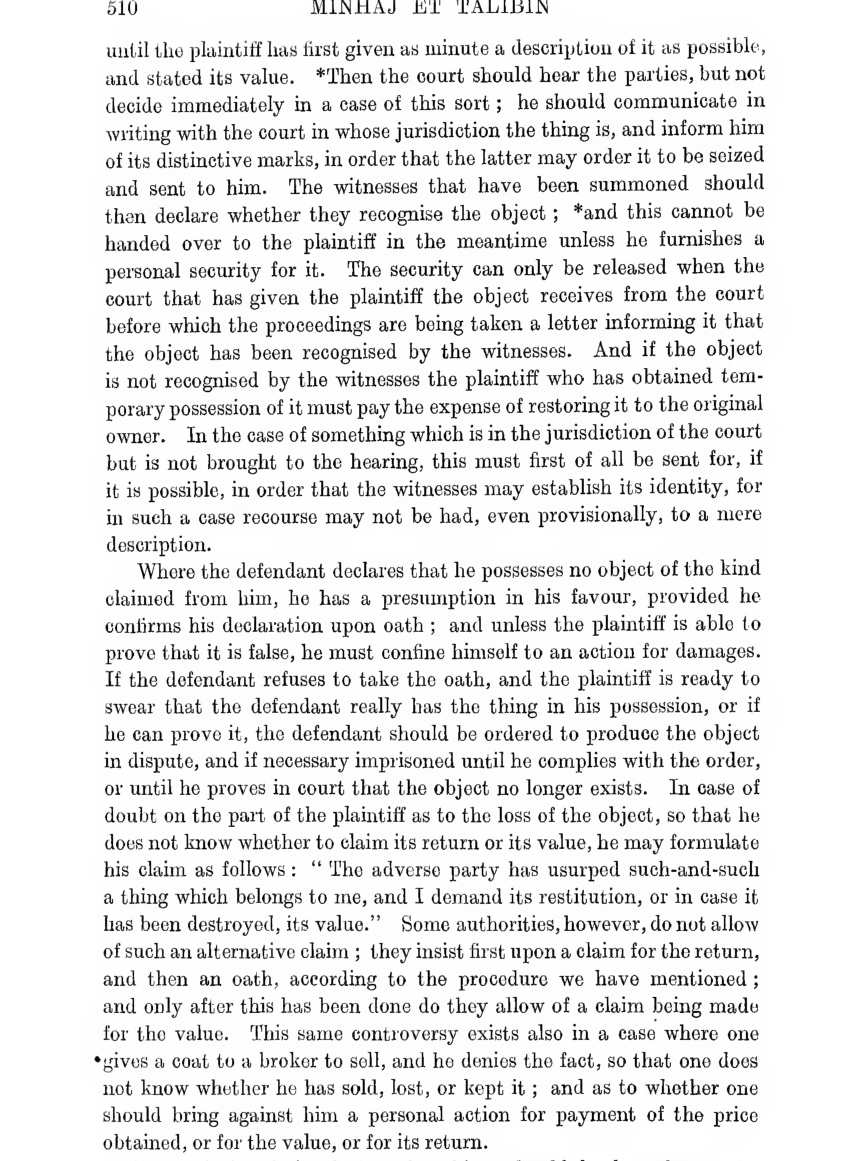 510 MINHAJ ET TALIBIN
until the plaintiff has first given as minute a description of it as possible,
and stated its value. *Then the court should hear the parties, but not
decide immediately in a case of this sort ; he should communicate in
writing with the court in whose jurisdiction the thing is, and inform him
of its distinctive marks, in order that the latter may order it to be seized
and sent to him. The witnesses that have been summoned should
then declare whether they recognise the object ; *and this cannot be
handed over to the plaintiff in the meantime unless he furnishes a
personal security for it. The security can only be released when the
court that has given the plaintiff the object receives from the court
before which the proceedings are being taken a letter informing it that
the object has been recognised by the witnesses. And if the object
is not recognised by the witnesses the plaintiff who has obtained tem-
porary possession of it must pay the expense of restoring it to the original
owner. In the case of something which is in the jurisdiction of the court
but is not brought to the hearing, this must first of all be sent for, if
it is possible, in order that the witnesses may establish its identity, for
in such a case recourse may not be had, even provisionally, to a mere
description.
Where the defendant declares that he possesses no object of the kind
claimed from him, he has a presumption in his favour, provided he
confirms his declaration upon oath ; and unless the plaintiff is able to
prove that it is false, he must confine himself to an action for damages.
If the defendant refuses to take the oath, and the plaintiff is ready to
swear that the defendant really has the thing in his possession, or if
he can prove it, the defendant should be ordered to produce the object
in dispute, and if necessary imprisoned until he complies with the order,
or until he proves in court that the object no longer exists. In case of
doubt on the part of the plaintiff as to the loss of the object, so that he
does not know whether to claim its return or its value, he may formulate
his claim as follows : “ The adverse party has usurped such-and-such
a thing which belongs to me, and I demand its restitution, or in case it
has been destroyed, its value.” Some authorities, however, do not allow
of such an alternative claim ; they insist first upon a claim for the return,
and then an oath, according to the procedure we have mentioned ;
and only after this has been done do they allow of a claim being made
for the value. This same controversy exists also in a case where one
*gives a coat to a broker to sell, and he denies the fact, so that one does
not know whether he has sold, lost, or kept it ; and as to whether one
should bring against him a personal action for payment of the price
obtained, or for the value, or for its return.